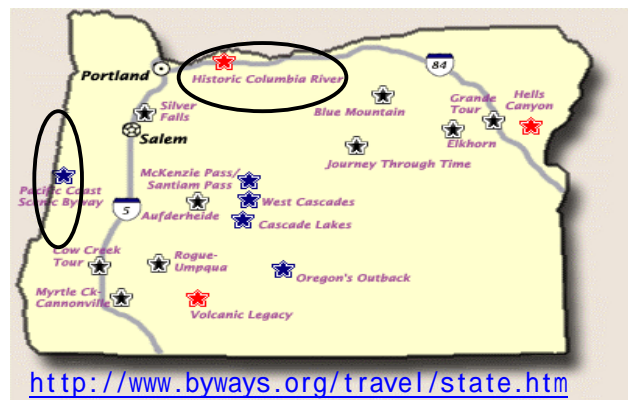 Portland
Historic Columbia River
84
Silver
Falls
Salem
Blue Mountain
Grande
Tour
Hells
Canyon
Elkhorn
Journey Through Time
McKenzie Pass/
Santiam Pass
Pacific Coast
Scenic Byway
5
Aufderheide
West Cascades
Cascade Lakes
Cow Creek
Tour
Rogue-
Umpqua
Oregon's Outback
Myrtle Ck-
Cannonville
Volcanic Legacy
http://www.byways.org/travel/state.htm